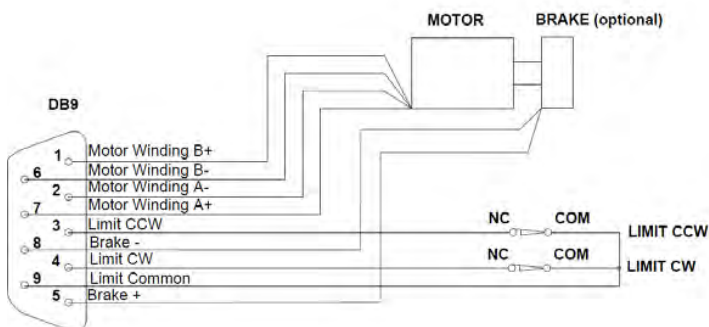 MOTOR
BRAKE (optional)
DB9
1 Motor Winding B+
6 Motor Winding B-
2 Motor Winding A-
7 Motor Winding A+
3 Limit CCW
NC COM LIMIT CCW
8 Brake -
4 Limit CW
NC COM LIMIT CW
9 Limit Common
5 Brake +